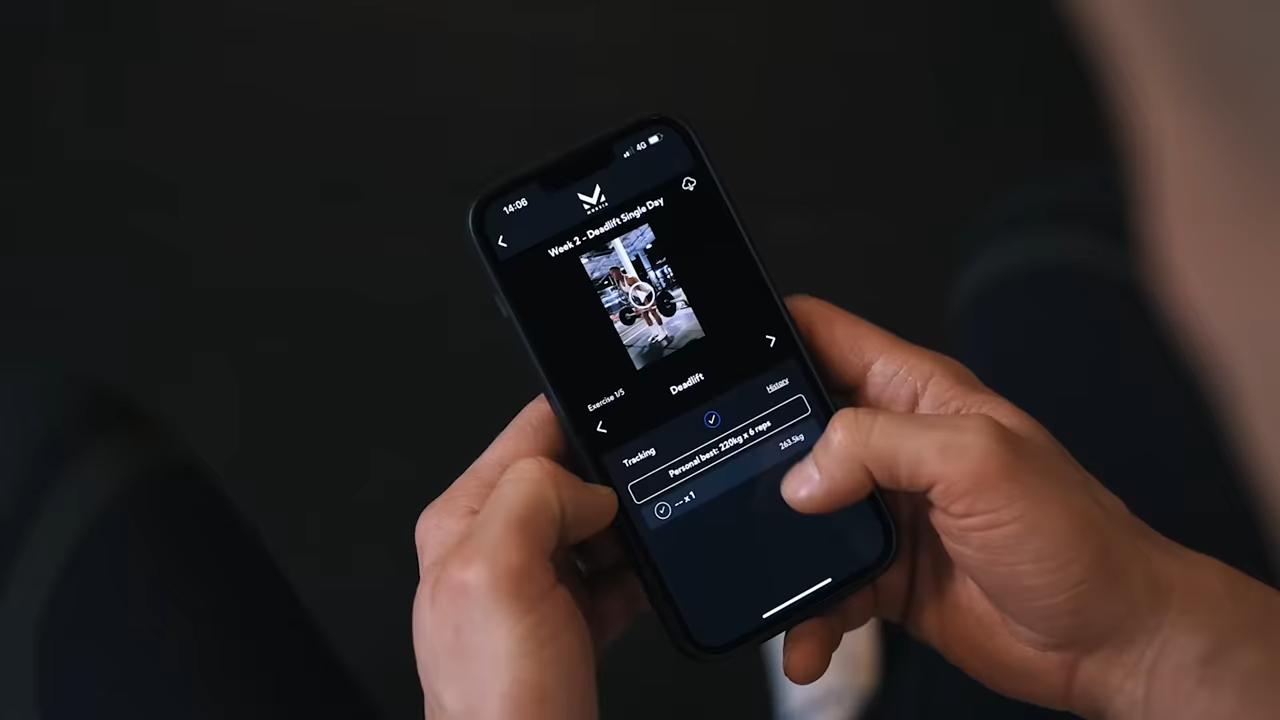 14:06
4G
Week 2 - Deadlift Single Day
Exercise 1/5
Deadlift
History
Tracking
Personal best: 220kg x 6 reps
-- x 1
263.5kg